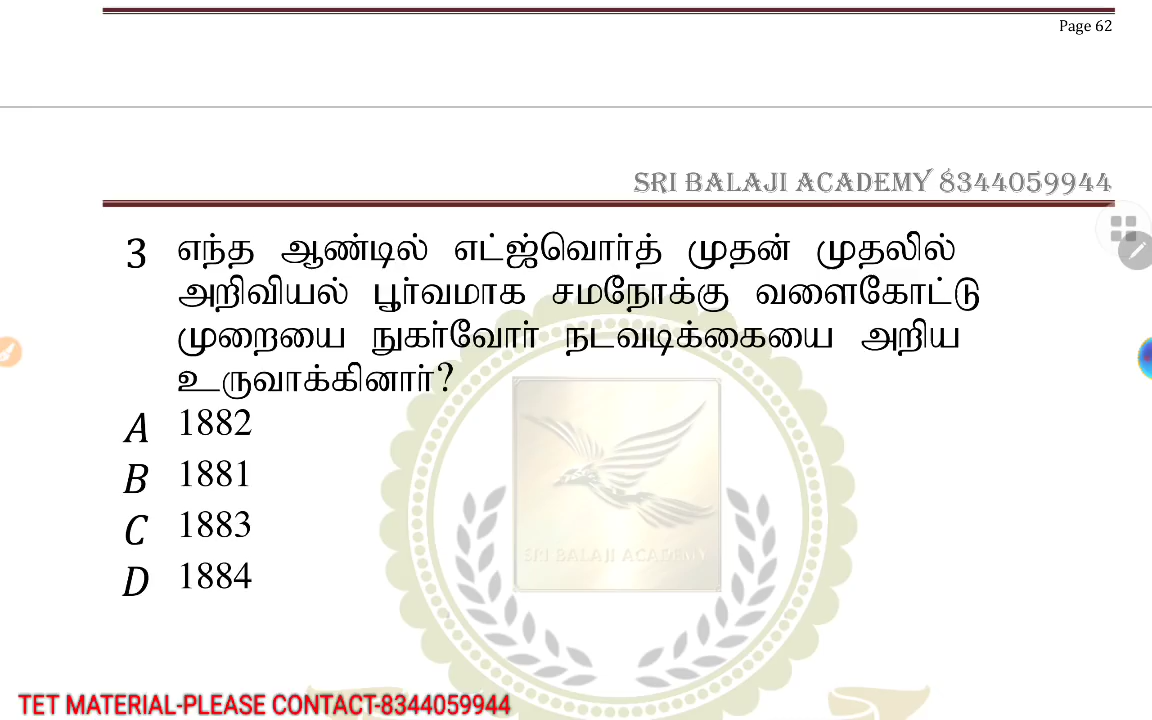 Page 62
SRI BALAJI ACADEMY 8344059944
3 எந்த ஆண்டில் எட்ஜ்வொர்த் முதன் முதலில்
அறிவியல் பூர்வமாக சமநோக்கு வளைகோட்டு
முறையை நுகர்வோர் நடவடிக்கையை அறிய
உருவாக்கினார்?
A 1882
B 1881
C 1883
D 1884
SRI BALAJI ACADEMY
TET MATERIAL-PLEASE CONTACT-8344059944